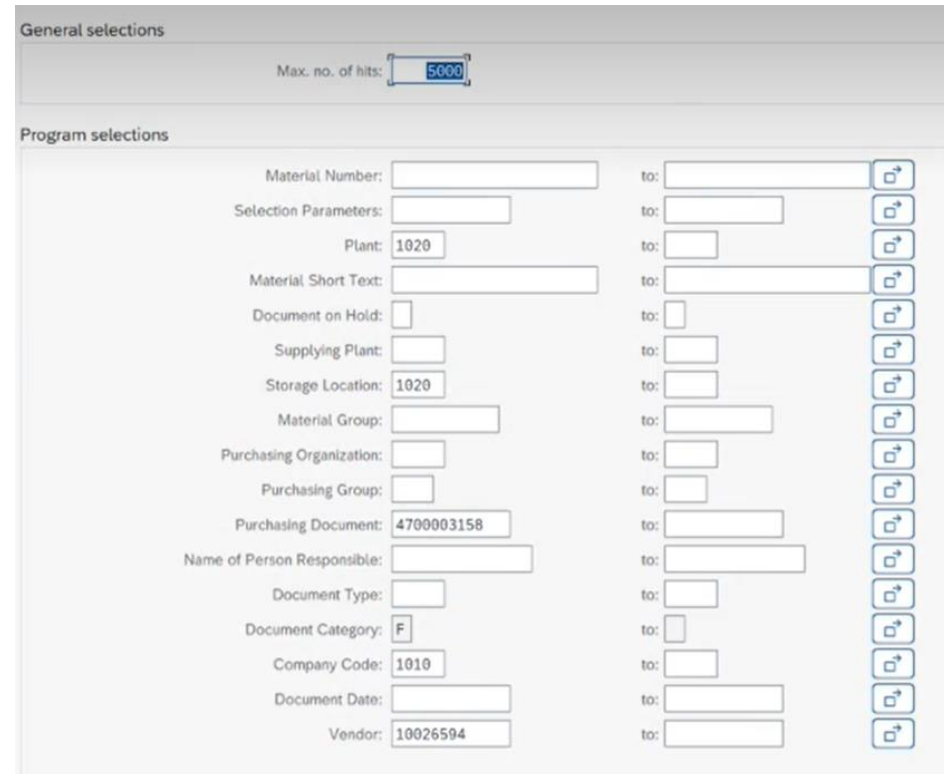 General selections
Max. no. of hits: 5000
Program selections
Material Number: to:
Selection Parameters: to:
Plant: 1020 to:
Material Short Text: to:
Document on Hold: to:
Supplying Plant: to:
Storage Location: 1020 to:
Material Group: to:
Purchasing Organization: to:
Purchasing Group: to:
Purchasing Document: 4700003158 to:
Name of Person Responsible: to:
Document Type: to:
Document Category: F to:
Company Code: 1010 to:
Document Date: to:
Vendor: 10026594 to: